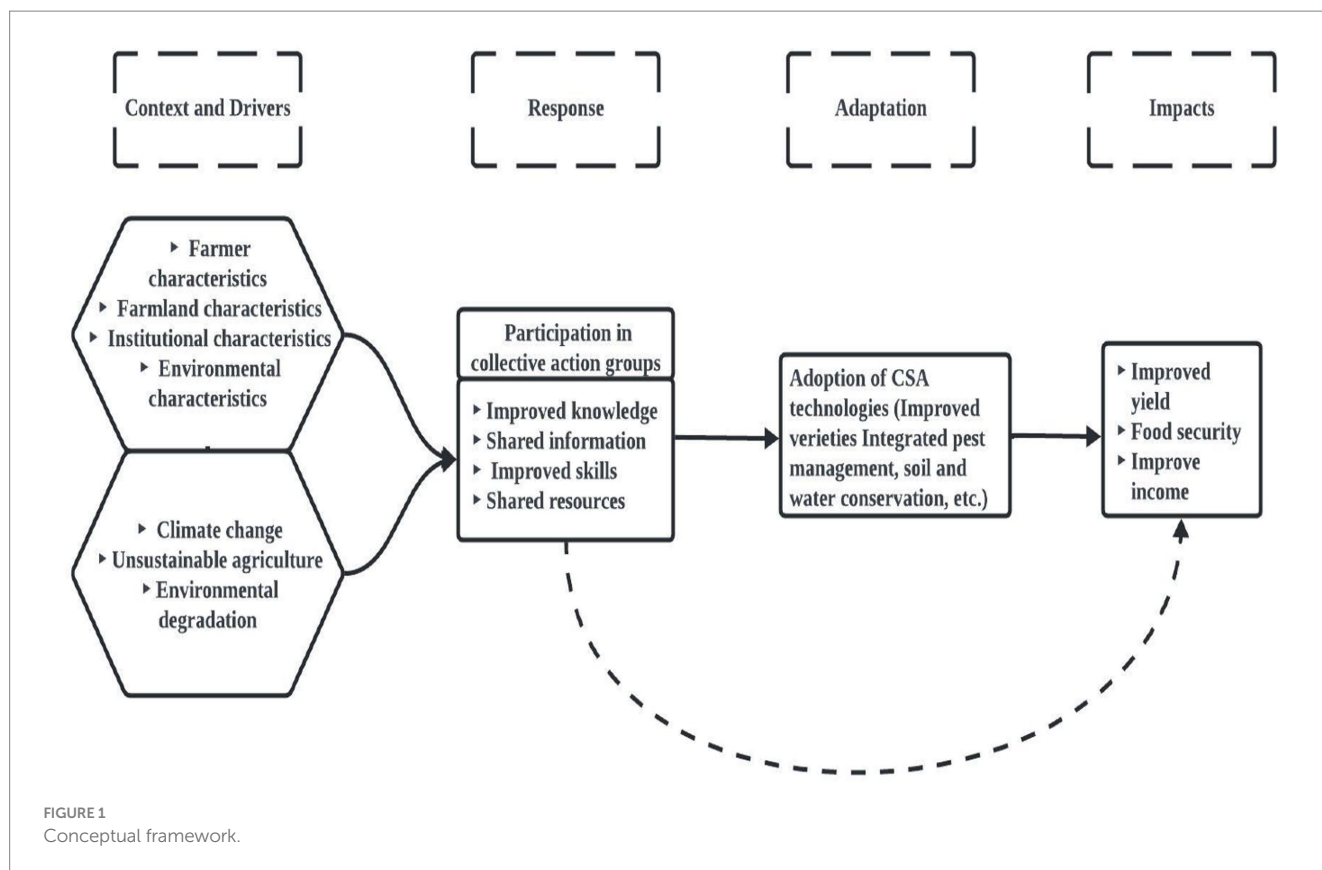 Context and Drivers
Response
Adaptation
Impacts
▸ Farmer
characteristics
▸ Farmland characteristics
▸ Institutional characteristics
▸ Environmental
characteristics
▸ Climate change
▸ Unsustainable agriculture
▸ Environmental
degradation
Participation in
collective action groups
▸ Improved knowledge
▸ Shared information
▸ Improved skills
▸ Shared resources
Adoption of CSA
technologies (Improved
verieties Integrated pest
management, soil and
water conservation, etc.)
▸ Improved
yield
▸ Food security
▸ Improve
income
FIGURE 1
Conceptual framework.